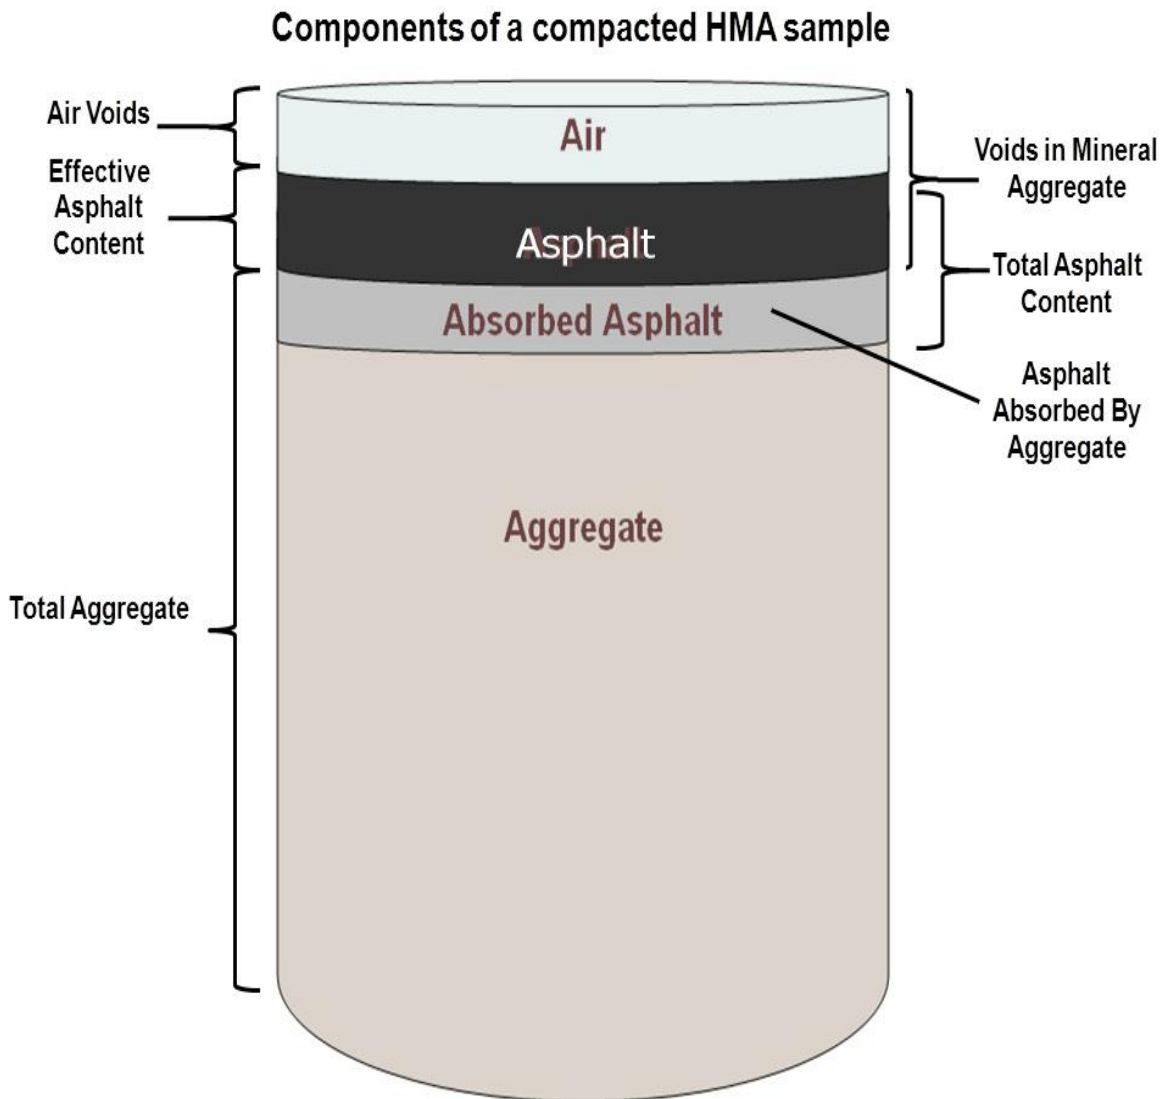 Components of a compacted HMA sample
Air Voids
Effective
Asphalt
Content
Total Aggregate
Air
Asphalt
Absorbed Asphalt
Aggregate
Voids in Mineral
Aggregate
Total Asphalt
Content
Asphalt
Absorbed By
Aggregate